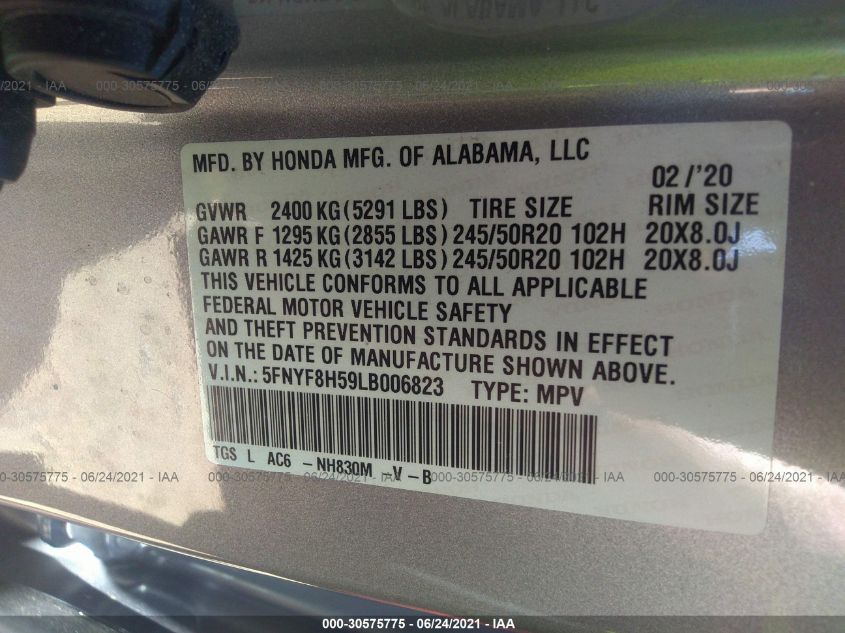 MFD. BY HONDA MFG. OF ALABAMA, LLC
02 /'20
GVWR 2400 KG (5291 LBS) TIRE SIZE RIM SIZE
GAWR F 1295 KG (2855 LBS) 245/50R20 102H 20X8.0J
GAWR R 1425 KG (3142 LBS) 245/50R20 102H 20X8.0J
THIS VEHICLE CONFORMS TO ALL APPLICABLE
FEDERAL MOTOR VEHICLE SAFETY
AND THEFT PREVENTION STANDARDS IN EFFECT
ON THE DATE OF MANUFACTURE SHOWN ABOVE.
V.I.N.: 5FNYF8H59LB006823 TYPE: MPV
TGS L AC6 - NH830M -V - B
000-30575775 - 06/24/2021 - IAA